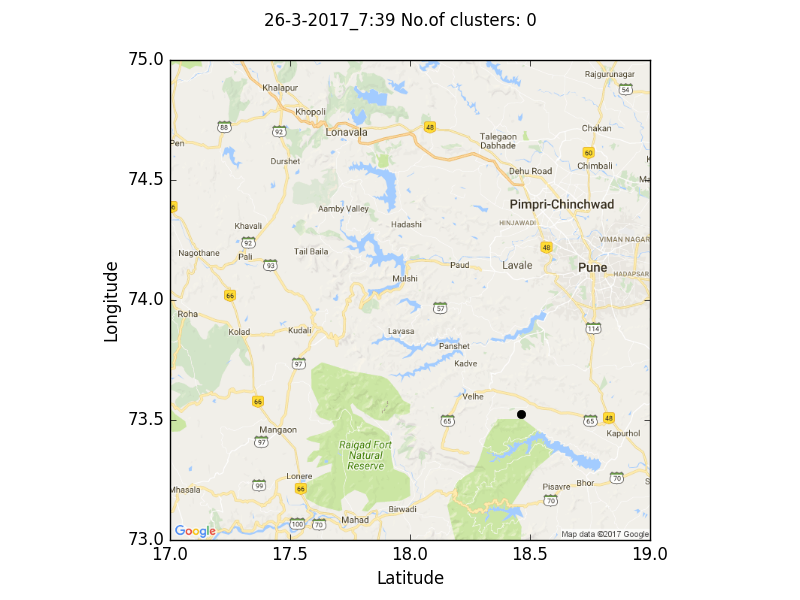 26-3-2017_7:39 No.of clusters: 0
75.0
74.5
74.0
73.5
73.0
17.0
17.5
18.0
18.5
19.0
Longitude
Latitude
Rajgurunagar
54
Khalapur
Khopoli
88
92
Lonavala
48
Chakan
Pen
Talegaon
Dabhade
60
Durshet
Chimbali
Dehu Road
Ma
6
Aamby Valley
Pimpri-Chinchwad
Khavali
Hadashi
HINJAWADI
92
VIMAN NAGAR
Nagothane
Pali
Tail Baila
48
93
Paud
Lavale
Pune
HADAPSAR
Mulshi
66
57
Roha
Kolad
Kudali
Lavasa
114
Panshet
97
Kadve
66
Velhe
65
65
48
Mangaon
97
Raigad Fort
Natural
Reserve
Kapurhol
Lonere
99
66
70
Bhor
Mhasala
Pisavre
S
70
Birwadi
100
70
Mahad
Google
Map data ©2017 Google